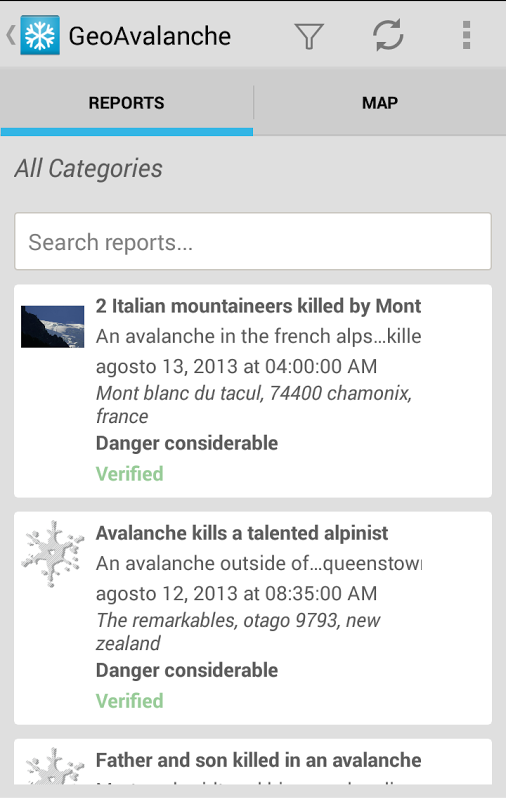 GeoAvalanche
REPORTS
MAP
All Categories
Search reports...
2 Italian mountaineers killed by Mont
An avalanche in the french alps...kille
agosto 13, 2013 at 04:00:00 AM
Mont blanc du tacul, 74400 chamonix,
france
Danger considerable
Verified
Avalanche kills a talented alpinist
An avalanche outside of...queenstown
agosto 12, 2013 at 08:35:00 AM
The remarkables, otago 9793, new
zealand
Danger considerable
Verified
Father and son killed in an avalanche